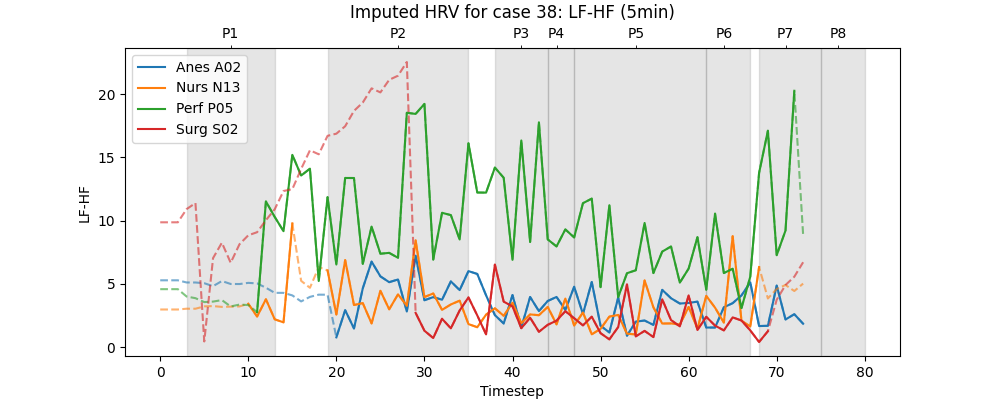 Imputed HRV for case 38: LF-HF (5min)
P1 P2 P3 P4 P5 P6 P7 P8
Anes A02
Nurs N13
Perf P05
Surg S02
20
15
10
5
0
LF-HF
0 10 20 30 40 50 60 70 80
Timestep